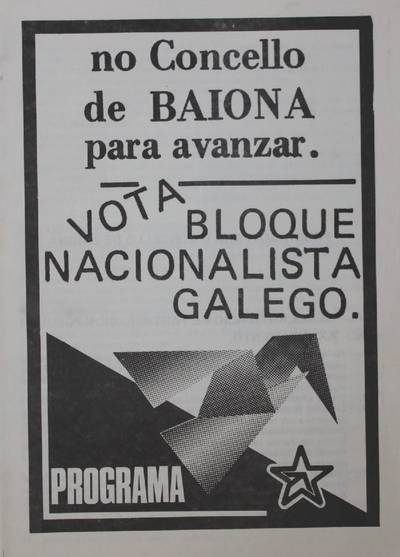 no Concello
de BAIONA
para avanzar.
VOTA
BLOQUE
NACIONALISTA
GALEGO.
PROGRAMA